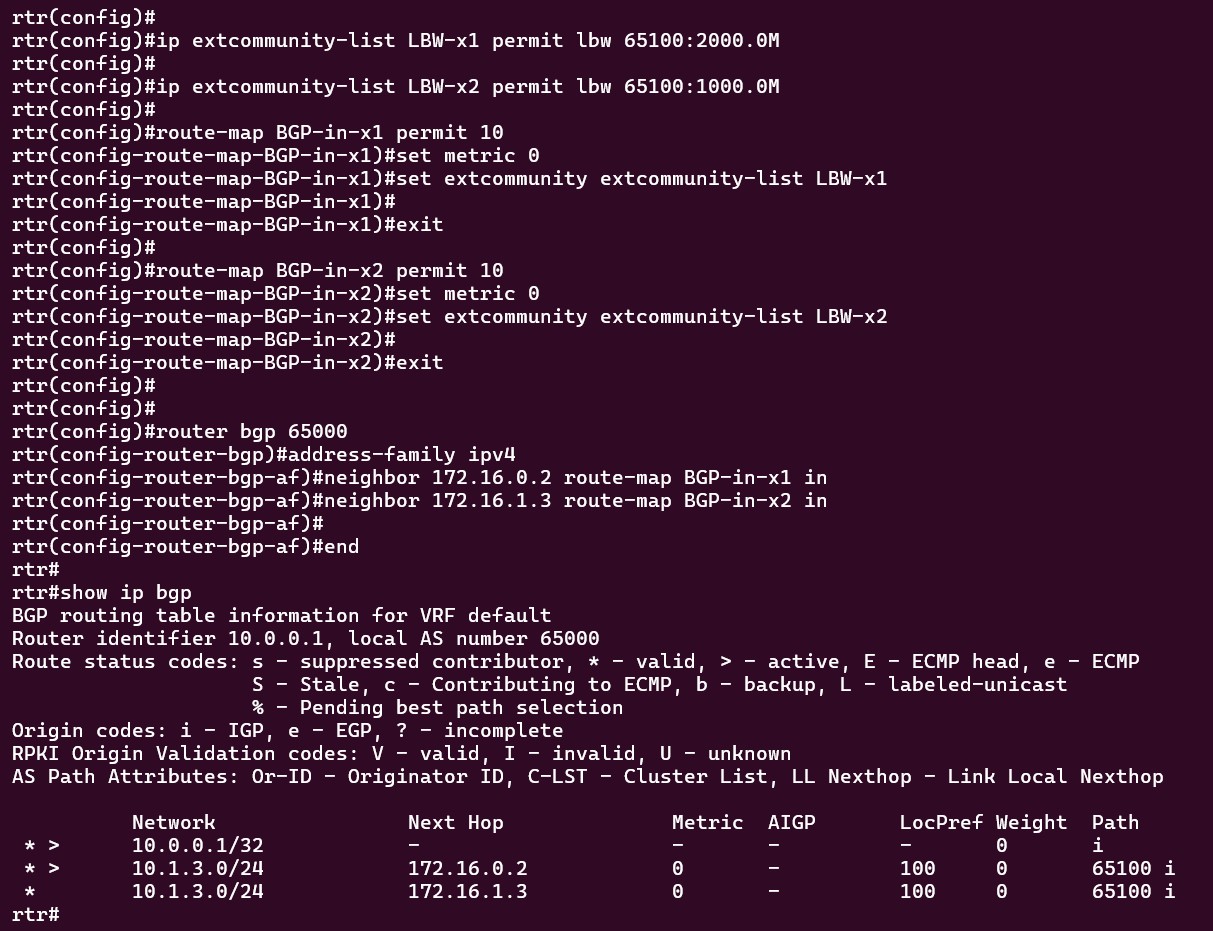 rtr(config)#
rtr(config)#ip extcommunity-list LBW-x1 permit lbw 65100:2000.0M
rtr(config)#
rtr(config)#ip extcommunity-list LBW-x2 permit lbw 65100:1000.0M
rtr(config)#
rtr(config)#route-map BGP-in-x1 permit 10
rtr(config-route-map-BGP-in-x1)#set metric 0
rtr(config-route-map-BGP-in-x1)#set extcommunity extcommunity-list LBW-x1
rtr(config-route-map-BGP-in-x1)#
rtr(config-route-map-BGP-in-x1)#exit
rtr(config)#
rtr(config)#route-map BGP-in-x2 permit 10
rtr(config-route-map-BGP-in-x2)#set metric 0
rtr(config-route-map-BGP-in-x2)#set extcommunity extcommunity-list LBW-x2
rtr(config-route-map-BGP-in-x2)#
rtr(config-route-map-BGP-in-x2)#exit
rtr(config)#
rtr(config)#
rtr(config)#router bgp 65000
rtr(config-router-bgp)#address-family ipv4
rtr(config-router-bgp-af)#neighbor 172.16.0.2 route-map BGP-in-x1 in
rtr(config-router-bgp-af)#neighbor 172.16.1.3 route-map BGP-in-x2 in
rtr(config-router-bgp-af)#
rtr(config-router-bgp-af)#end
rtr#
rtr#show ip bgp
BGP routing table information for VRF default
Router identifier 10.0.0.1, local AS number 65000
Route status codes: s - suppressed contributor, * - valid, > - active, E - ECMP head, e - ECMP
                    S - Stale, c - Contributing to ECMP, b - backup, L - labeled-unicast
                    % - Pending best path selection
Origin codes: i - IGP, e - EGP, ? - incomplete
RPKI Origin Validation codes: V - valid, I - invalid, U - unknown
AS Path Attributes: Or-ID - Originator ID, C-LST - Cluster List, LL Nexthop - Link Local Nexthop

          Network                Next Hop              Metric  AIGP       LocPref Weight  Path
 * >      10.0.0.1/32            -                     -       -          -       0       i
 * >      10.1.3.0/24            172.16.0.2            0       -          100     0       65100 i
 *        10.1.3.0/24            172.16.1.3            0       -          100     0       65100 i
rtr#